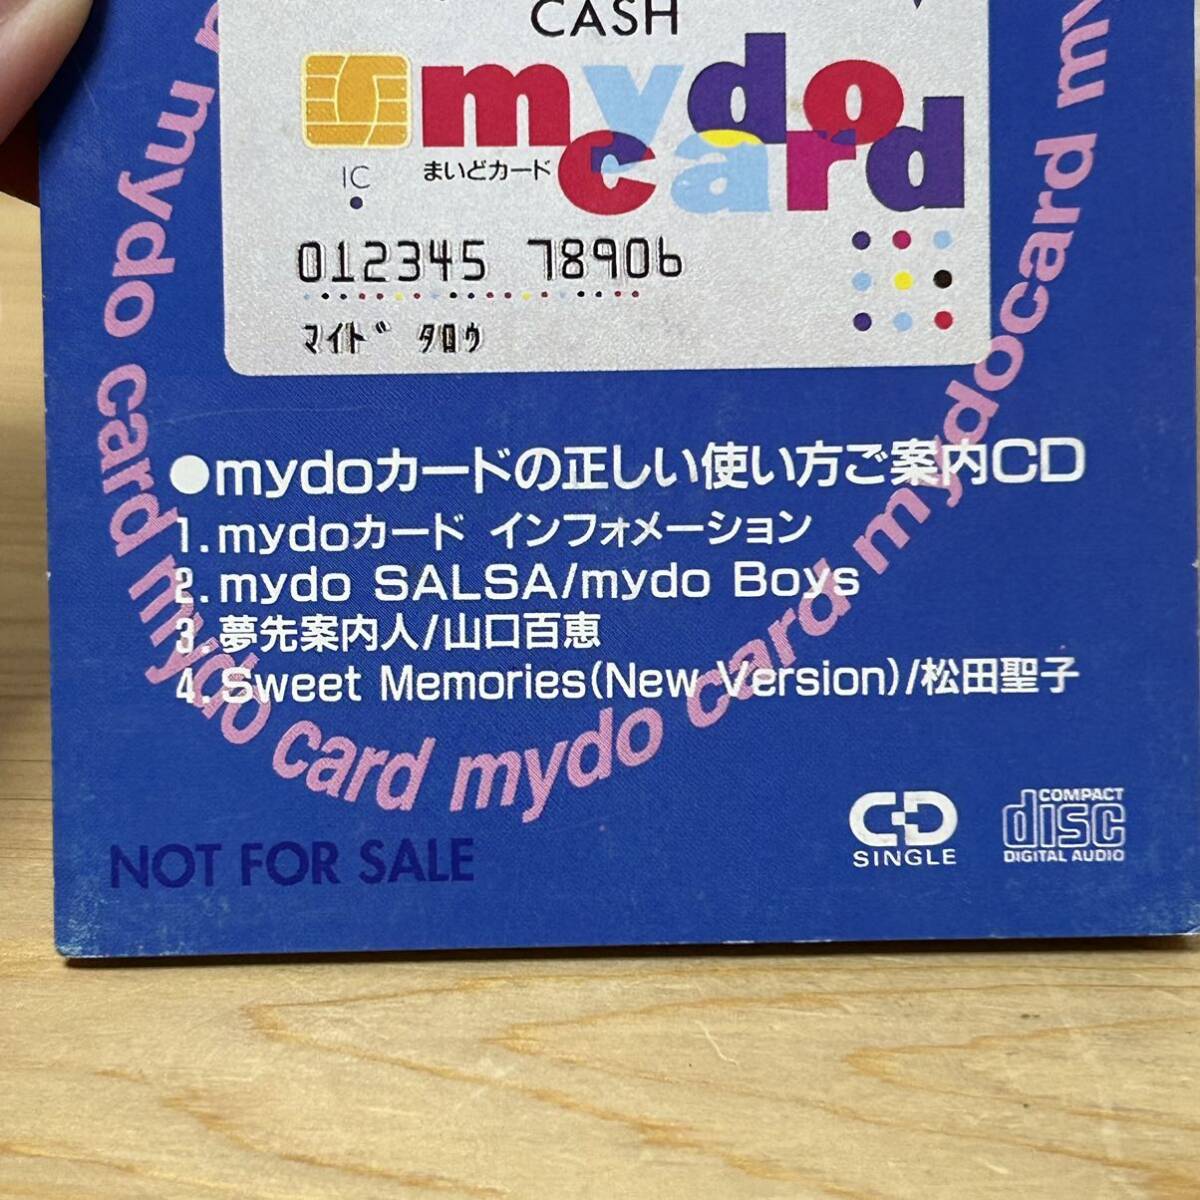 CASH
mydo
card
まいどカード
IC
012345 78906
マイド タロウ
mydo card mydo card mydo card mydo card mydocard mydocard my
●mydoカードの正しい使い方ご案内CD
1.mydoカード インフォメーション
2.mydo SALSA/mydo Boys
3.夢先案内人/山口百恵
4.Sweet Memories(New Version)/松田聖子
NOT FOR SALE
CD
SINGLE
COMPACT
disc
DIGITAL AUDIO